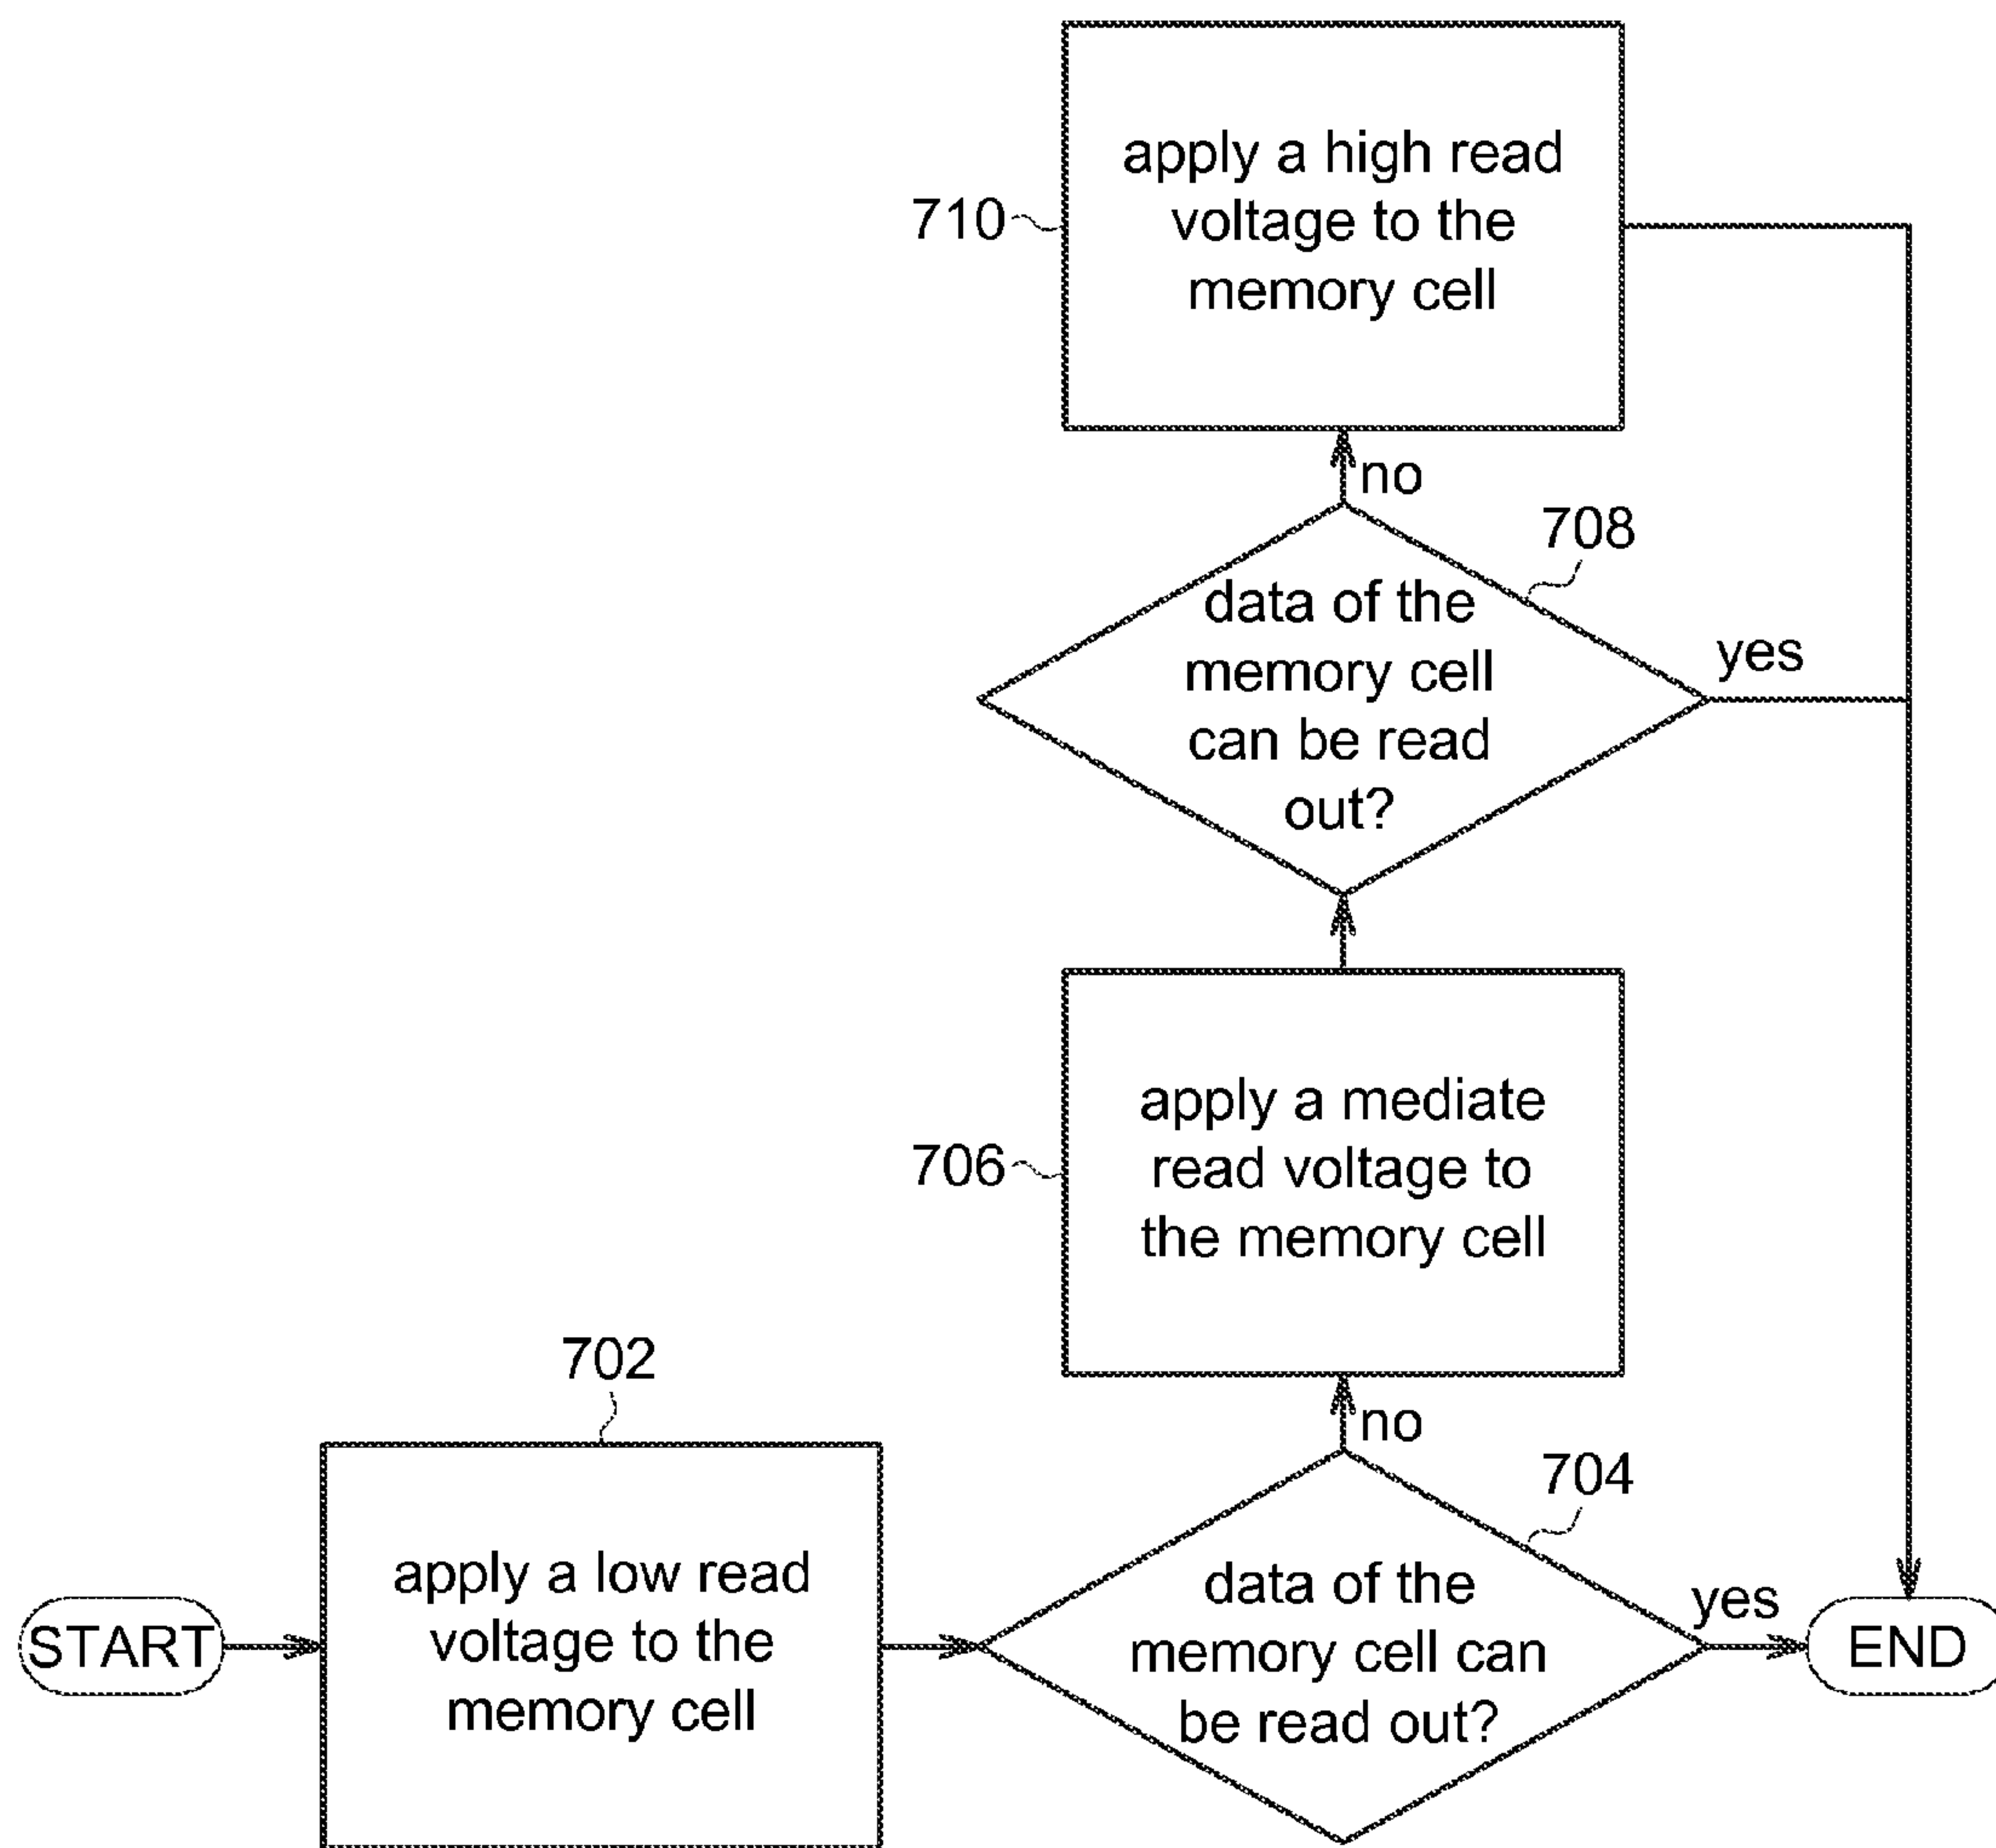 apply a high read
voltage to the
memory cell
710
no
708
data of the
memory cell
can be read
out?
yes
apply a mediate
read voltage to
the memory cell
706
702
no
704
START
apply a low read
voltage to the
memory cell
data of the
memory cell can
be read out?
yes
END